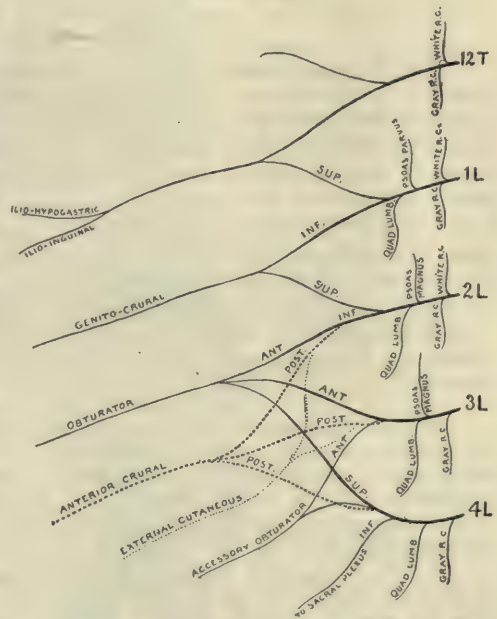 12T
WHITE R.C.
GRAY R.C.
1L
WHITE R.Cs
GRAY R.C
PSOAS PARVUS
QUAD LUMB
SUP.
INF.
ILIO-HYPOGASTRIC
ILIO-INGUINAL
2L
WHITE R.C
GRAY R C
PSOAS
MAGNUS
QUAD LUMB
SUP
INF
GENITO-CRURAL
ANT
POST
3L
PSOAS
MAGNUS
QUAD LUMB
GRAY R C
ANT
POST.
ANT
OBTURATOR
POST.
SUP.
4L
ANTERIOR CRURAL
EXTERNAL CUTANEOUS
ACCESSORY OBTURATOR
INF
TO SACRAL PLEXUS
QUAD LUMB
GRAY R C